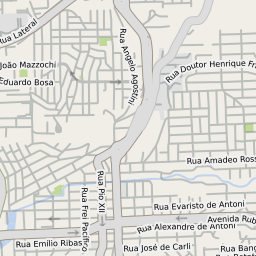 Rua Lateral
Rua Angelo Agostini
João Mazzochi
Rua Doutor Henrique Fr
Eduardo Bosa
Rua Amadeo Ross
Rua Pio XII
Rua Frei Pacífico
Rua Evaristo de Antoni
Avenida Rub
Rua Alexandre de Antoni
Rua Emílio Ribas
Rua José de Carli
Rua Bang